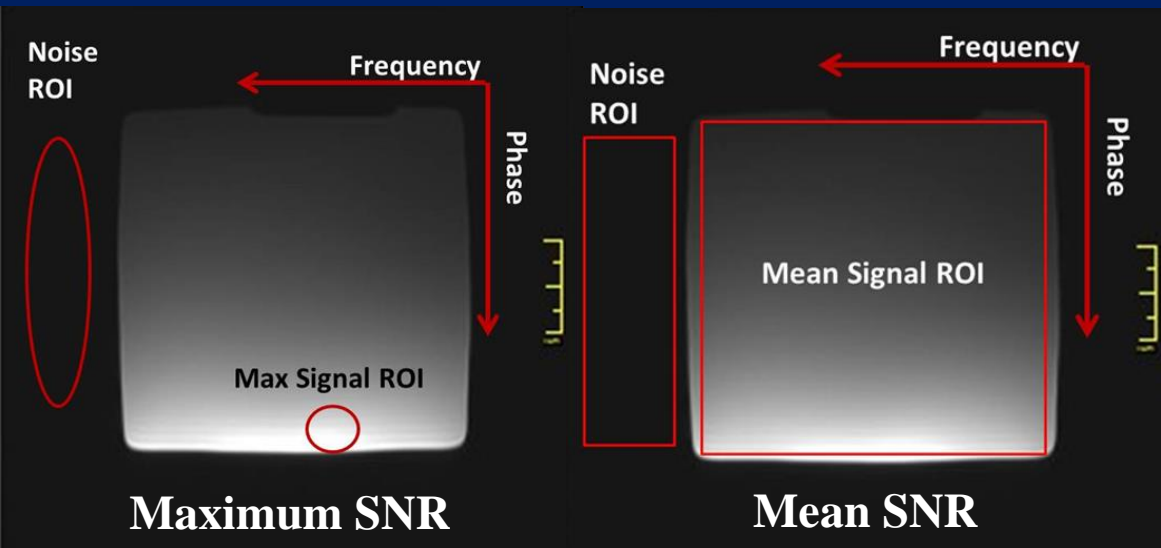 Noise
ROI
Frequency
Phase
Max Signal ROI
Maximum SNR
Noise
ROI
Frequency
Phase
Mean Signal ROI
Mean SNR